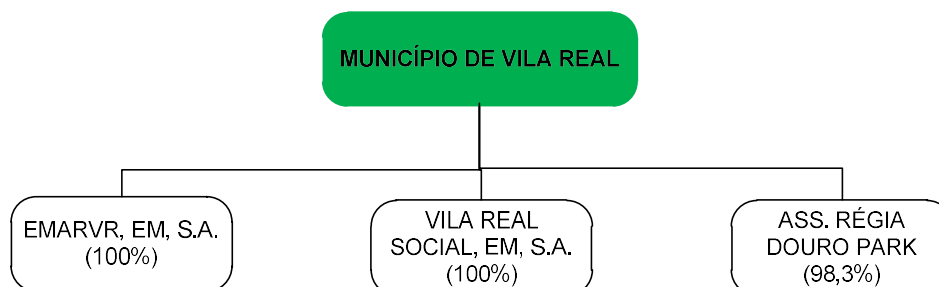 MUNICÍPIO DE VILA REAL
EMARVR, EM, S.A.
(100%)
VILA REAL
SOCIAL, EM, S.A.
(100%)
ASS. RÉGIA
DOURO PARK
(98,3%)